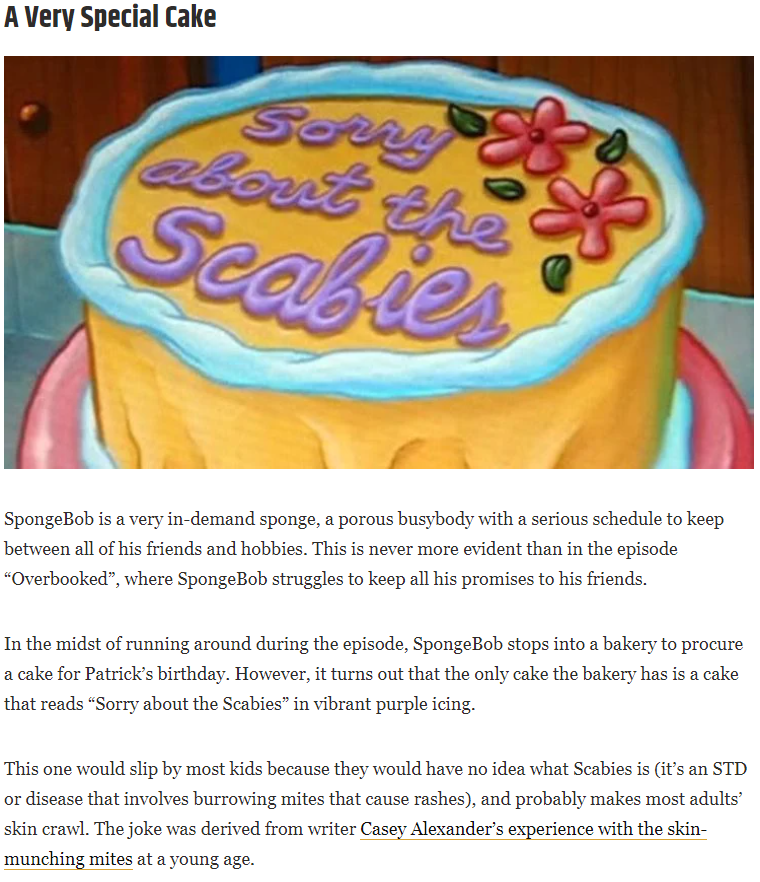 A Very Special Cake
Sorry
about the
Scabies
SpongeBob is a very in-demand sponge, a porous busybody with a serious schedule to keep
between all of his friends and hobbies. This is never more evident than in the episode
“Overbooked”, where SpongeBob struggles to keep all his promises to his friends.
In the midst of running around during the episode, SpongeBob stops into a bakery to procure
a cake for Patrick’s birthday. However, it turns out that the only cake the bakery has is a cake
that reads “Sorry about the Scabies” in vibrant purple icing.
This one would slip by most kids because they would have no idea what Scabies is (it’s an STD
or disease that involves burrowing mites that cause rashes), and probably makes most adults’
skin crawl. The joke was derived from writer Casey Alexander’s experience with the skin-
munching mites at a young age.